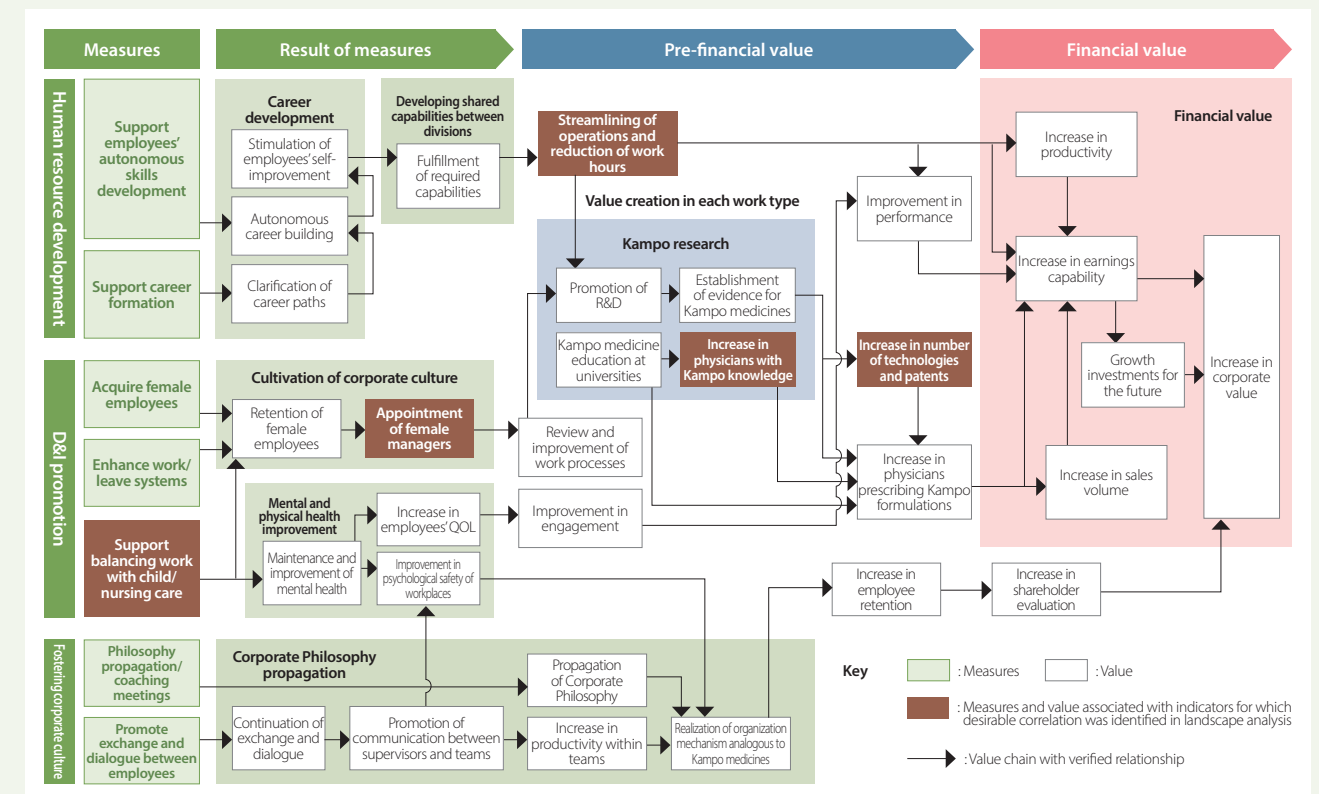 Measures
Result of measures
Pre-financial value
Financial value
Human resource development
Support
employees’
autonomous
skills
development
Support career
formation
Career
development
Stimulation of
employees’ self-
improvement
Autonomous
career building
Clarification of
career paths
Developing shared
capabilities between
divisions
Fulfillment
of required
capabilities
Streamlining of
operations and
reduction of work
hours
Value creation in each work type
Kampo research
Promotion of
R&D
Establishment
of evidence for
Kampo medicines
Kampo medicine
education at
universities
Increase in
physicians with
Kampo knowledge
Improvement in
performance
Increase in number
of technologies
and patents
Increase in
physicians
prescribing Kampo
formulations
Financial value
Increase in
productivity
Increase in earnings
capability
Growth
investments for
the future
Increase in
corporate
value
Increase in sales
volume
D&I promotion
Acquire female
employees
Enhance work/
leave systems
Support
balancing work
with child/
nursing care
Cultivation of corporate culture
Retention of
female
employees
Appointment
of female
managers
Review and
improvement of
work processes
Mental and
physical health
improvement
Increase in
employees’ QOL
Improvement in
engagement
Maintenance and
improvement of
mental health
Improvement in
psychological safety of
workplaces
Increase in
employee
retention
Increase in
shareholder
evaluation
Fostering corporate culture
Philosophy
propagation/
coaching
meetings
Promote
exchange and
dialogue between
employees
Corporate Philosophy
propagation
Propagation
of Corporate
Philosophy
Continuation of
exchange and
dialogue
Promotion of
communication between
supervisors and teams
Increase in
productivity within
teams
Realization of organization
mechanism analogous to
Kampo medicines
Key
: Measures
: Value
: Measures and value associated with indicators for which
desirable correlation was identified in landscape analysis
: Value chain with verified relationship